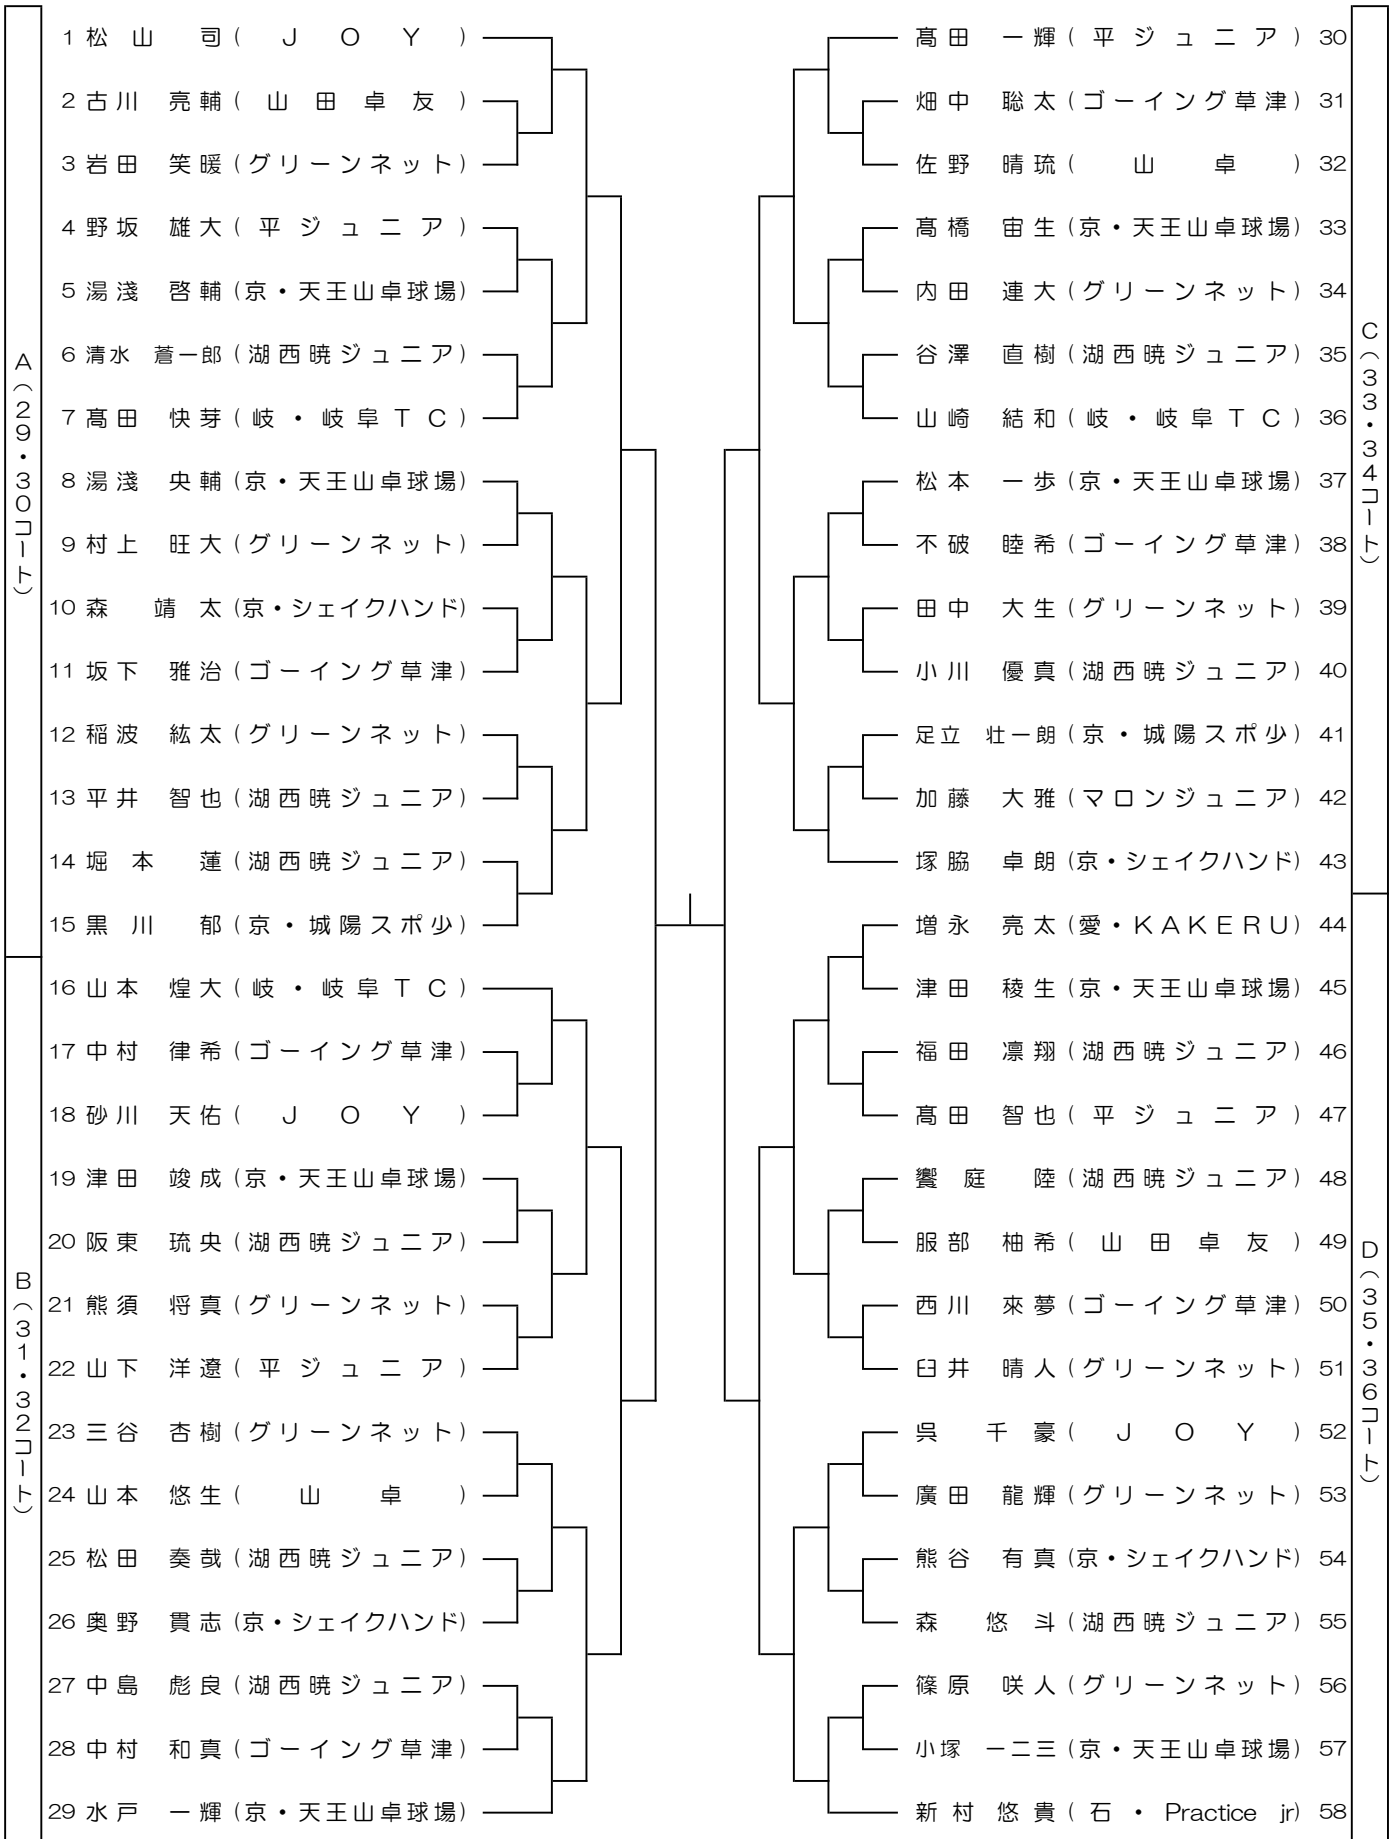 A（29・30コート）
1 松山 司（JOY）
2 古川 亮輔（山田卓友）
3 岩田 笑暖（グリーンネット）
4 野坂 雄大（平ジュニア）
5 湯淺 啓輔（京・天王山卓球場）
6 清水 蒼一郎（湖西暁ジュニア）
7 髙田 快芽（岐・岐阜TC）
8 湯淺 央輔（京・天王山卓球場）
9 村上 旺大（グリーンネット）
10 森 靖太（京・シェイクハンド）
11 坂下 雅治（ゴーイング草津）
12 稲波 紘太（グリーンネット）
13 平井 智也（湖西暁ジュニア）
14 堀本 蓮（湖西暁ジュニア）
15 黒川 郁（京・城陽スポ少）
B（31・32コート）
16 山本 煌大（岐・岐阜TC）
17 中村 律希（ゴーイング草津）
18 砂川 天佑（JOY）
19 津田 竣成（京・天王山卓球場）
20 阪東 琉央（湖西暁ジュニア）
21 熊須 将真（グリーンネット）
22 山下 洋遼（平ジュニア）
23 三谷 杏樹（グリーンネット）
24 山本 悠生（山卓）
25 松田 奏哉（湖西暁ジュニア）
26 奥野 貫志（京・シェイクハンド）
27 中島 彪良（湖西暁ジュニア）
28 中村 和真（ゴーイング草津）
29 水戸 一輝（京・天王山卓球場）
C（33・34コート）
髙田 一輝（平ジュニア）30
畑中 聡太（ゴーイング草津）31
佐野 晴琉（山卓）32
髙橋 宙生（京・天王山卓球場）33
内田 連大（グリーンネット）34
谷澤 直樹（湖西暁ジュニア）35
山崎 結和（岐・岐阜TC）36
松本 一歩（京・天王山卓球場）37
不破 睦希（ゴーイング草津）38
田中 大生（グリーンネット）39
小川 優真（湖西暁ジュニア）40
足立 壮一朗（京・城陽スポ少）41
加藤 大雅（マロンジュニア）42
塚脇 卓朗（京・シェイクハンド）43
D（35・36コート）
増永 亮太（愛・KAKERU）44
津田 稜生（京・天王山卓球場）45
福田 凛翔（湖西暁ジュニア）46
髙田 智也（平ジュニア）47
饗庭 陸（湖西暁ジュニア）48
服部 柚希（山田卓友）49
西川 來夢（ゴーイング草津）50
臼井 晴人（グリーンネット）51
呉 千豪（JOY）52
廣田 龍輝（グリーンネット）53
熊谷 有真（京・シェイクハンド）54
森 悠斗（湖西暁ジュニア）55
篠原 咲人（グリーンネット）56
小塚 一二三（京・天王山卓球場）57
新村 悠貴（石・Practice jr）58